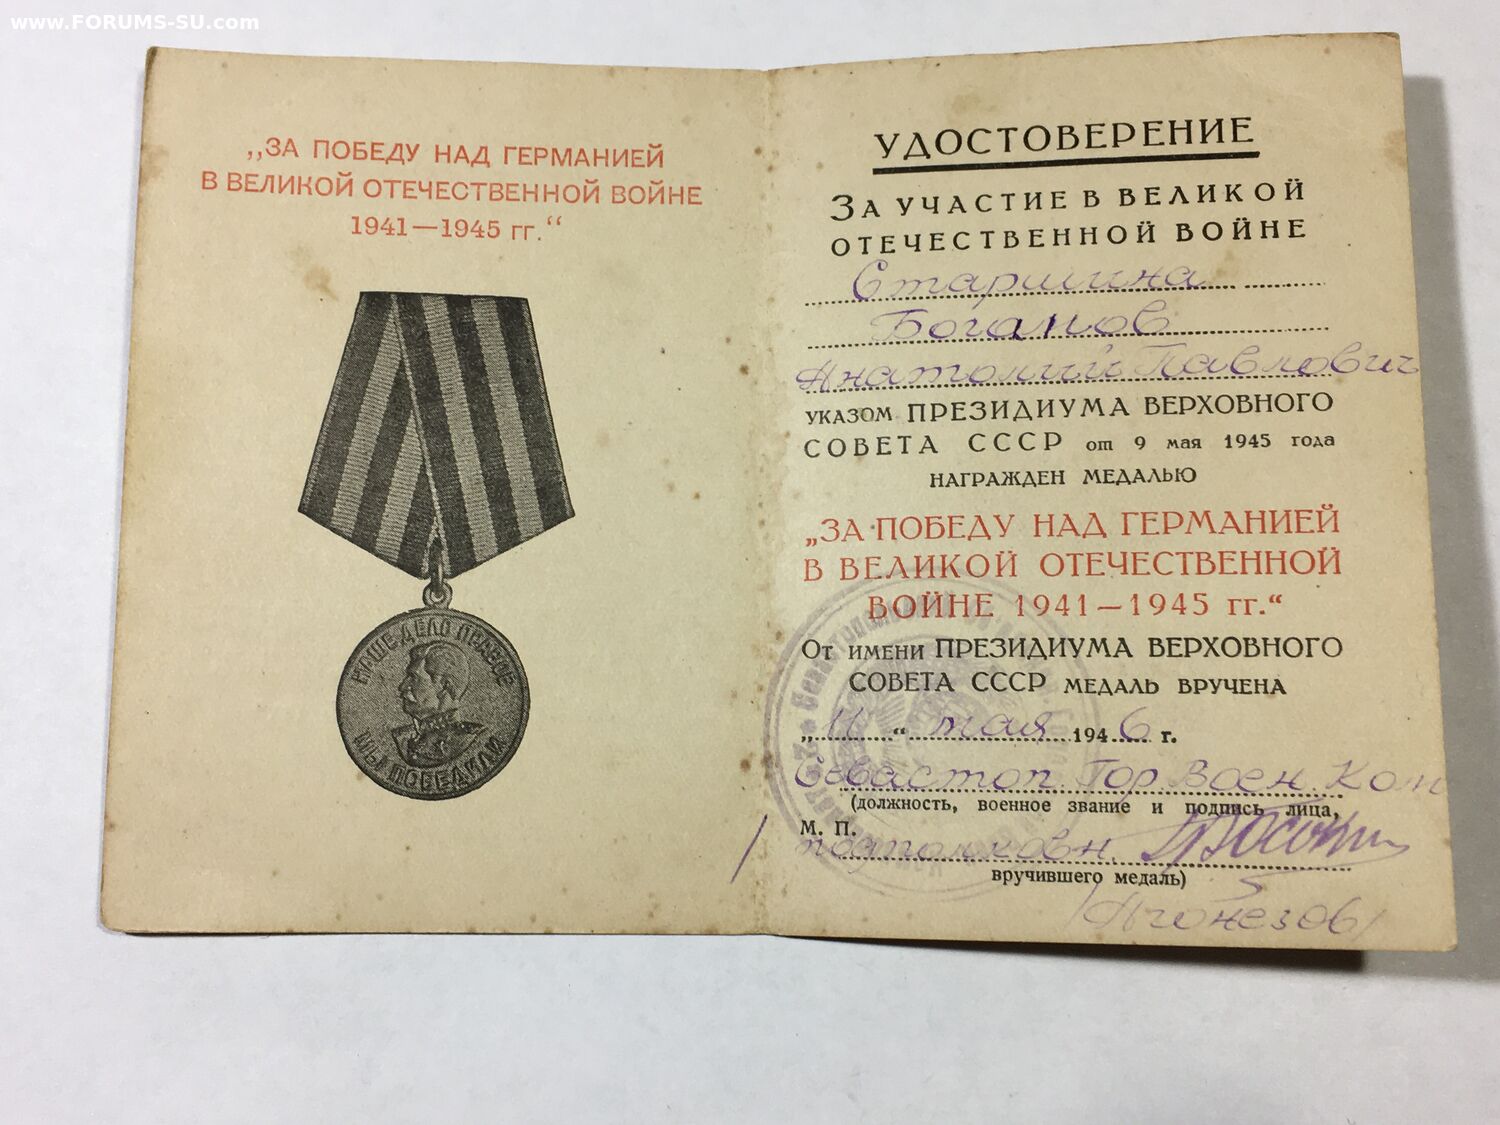 www.FORUMS-SU.com
„ЗА ПОБЕДУ НАД ГЕРМАНИЕЙ
В ВЕЛИКОЙ ОТЕЧЕСТВЕННОЙ ВОЙНЕ
1941—1945 гг.“
НАШЕ ДЕЛО ПРАВОЕ
МЫ ПОБЕДИЛИ
УДОСТОВЕРЕНИЕ
ЗА УЧАСТИЕ В ВЕЛИКОЙ
ОТЕЧЕСТВЕННОЙ ВОЙНЕ
Старшина
Боганов
Анатолий Павлович
УКАЗОМ ПРЕЗИДИУМА ВЕРХОВНОГО
СОВЕТА СССР от 9 мая 1945 года
НАГРАЖДЕН МЕДАЛЬЮ
„ЗА ПОБЕДУ НАД ГЕРМАНИЕЙ
В ВЕЛИКОЙ ОТЕЧЕСТВЕННОЙ
ВОЙНЕ 1941—1945 гг.“
ОТ ИМЕНИ ПРЕЗИДИУМА ВЕРХОВНОГО
СОВЕТА СССР МЕДАЛЬ ВРУЧЕНА
„11“ мая 1946 г.
Севастоп. Гор. Воен. Ком
(должность, военное звание и подпись лица,
М. П.
подполковн.
вручившего медаль)